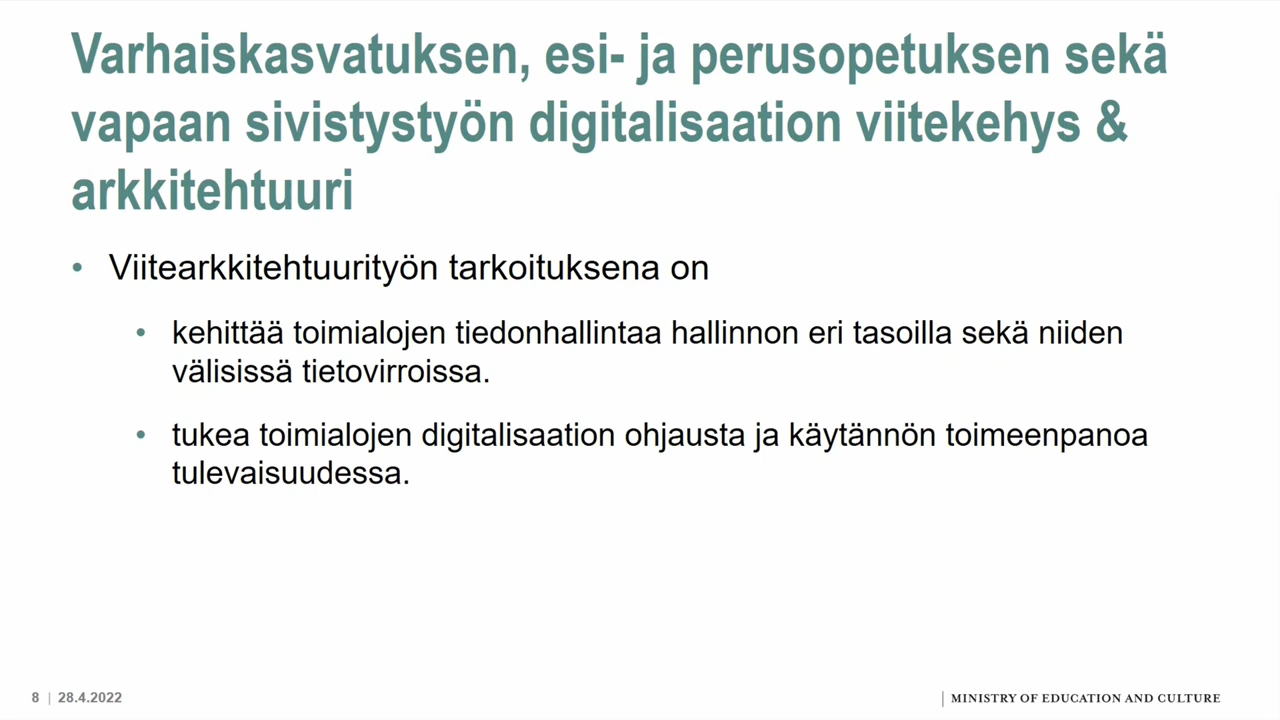 Varhaiskasvatuksen, esi- ja perusopetuksen sekä
vapaan sivistystyön digitalisaation viitekehys &
arkkitehtuuri
• Viitearkkitehtuurityön tarkoituksena on
• kehittää toimialojen tiedonhallintaa hallinnon eri tasoilla sekä niiden
välisissä tietovirroissa.
• tukea toimialojen digitalisaation ohjausta ja käytännön toimeenpanoa
tulevaisuudessa.
8 | 28.4.2022
MINISTRY OF EDUCATION AND CULTURE